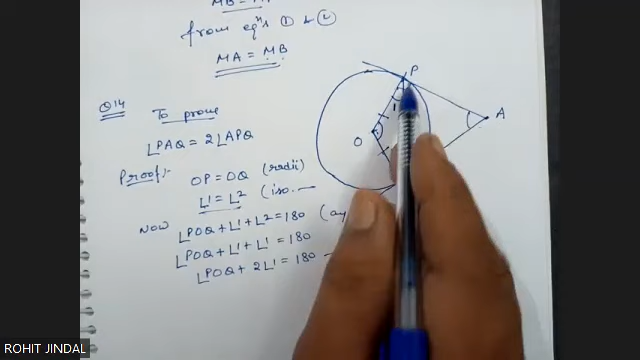 from eqⁿs ① & ②
MA = MB
Q14 To prove
∠PAQ = 2∠APQ
Proof:- OP = OQ (radii)
∠1 = ∠2 (iso.
NOW ∠POQ + ∠1 + ∠2 = 180
∠POQ + ∠1 + ∠1 = 180
∠POQ + 2∠1 = 180
P
A
O
1
ROHIT JINDAL